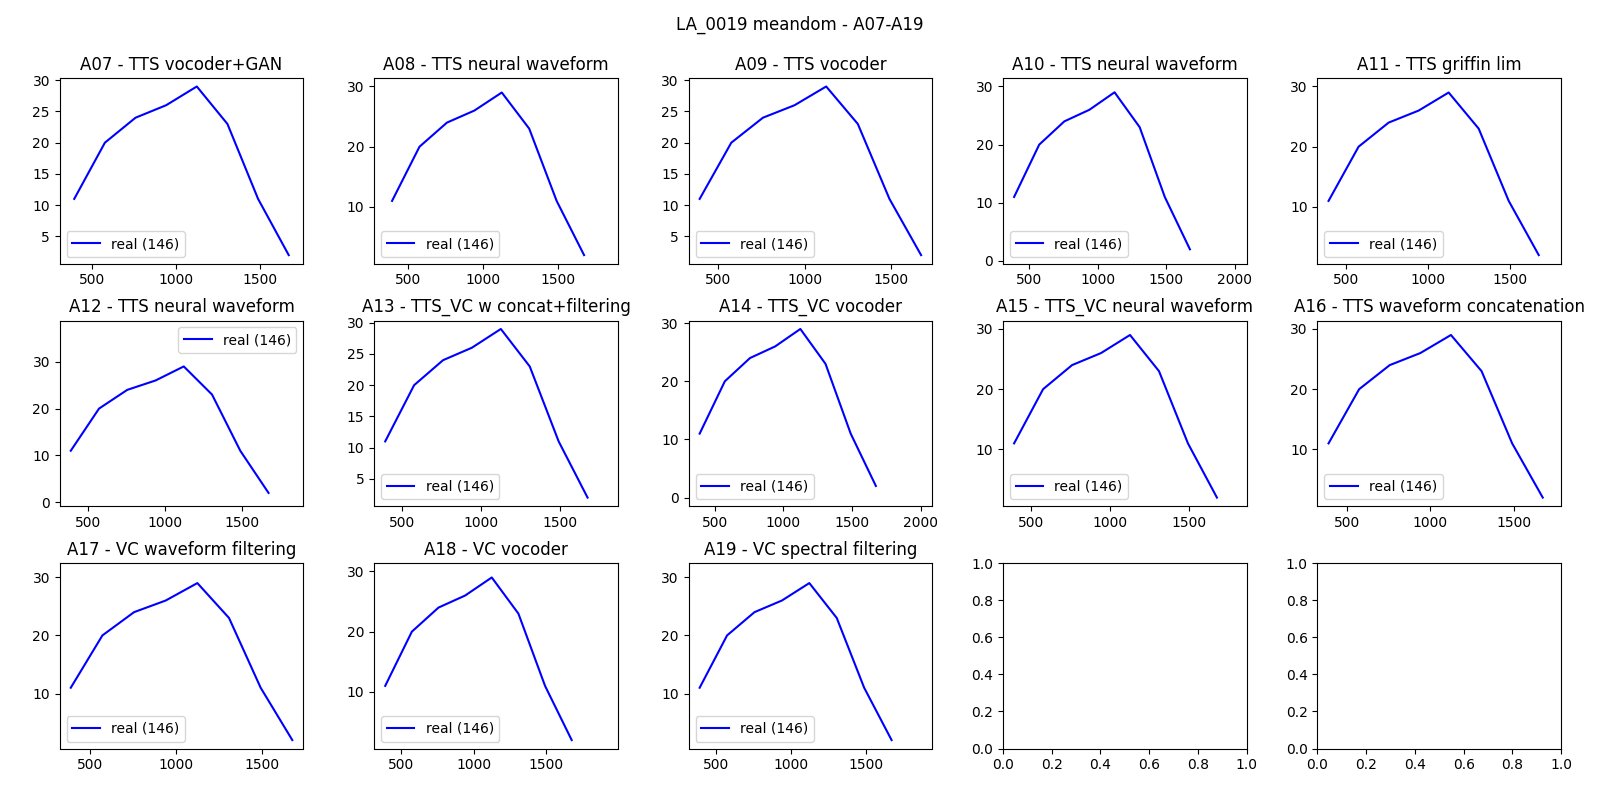 LA_0019 meandom - A07-A19
A07 - TTS vocoder+GAN
30
25
20
15
10
5
real (146)
500 1000 1500
A08 - TTS neural waveform
30
20
10
real (146)
500 1000 1500
A09 - TTS vocoder
30
25
20
15
10
5
real (146)
500 1000 1500
A10 - TTS neural waveform
30
20
10
0
real (146)
500 1000 1500 2000
A11 - TTS griffin lim
30
20
10
real (146)
500 1000 1500
A12 - TTS neural waveform
real (146)
30
20
10
0
500 1000 1500
A13 - TTS_VC w concat+filtering
30
25
20
15
10
5
real (146)
500 1000 1500
A14 - TTS_VC vocoder
30
20
10
0
real (146)
500 1000 1500 2000
A15 - TTS_VC neural waveform
30
20
10
real (146)
500 1000 1500
A16 - TTS waveform concatenation
30
20
10
real (146)
500 1000 1500
A17 - VC waveform filtering
30
20
10
real (146)
500 1000 1500
A18 - VC vocoder
30
20
10
real (146)
500 1000 1500
A19 - VC spectral filtering
30
20
10
real (146)
500 1000 1500
1.0
0.8
0.6
0.4
0.2
0.0
0.0 0.2 0.4 0.6 0.8 1.0
1.0
0.8
0.6
0.4
0.2
0.0
0.0 0.2 0.4 0.6 0.8 1.0